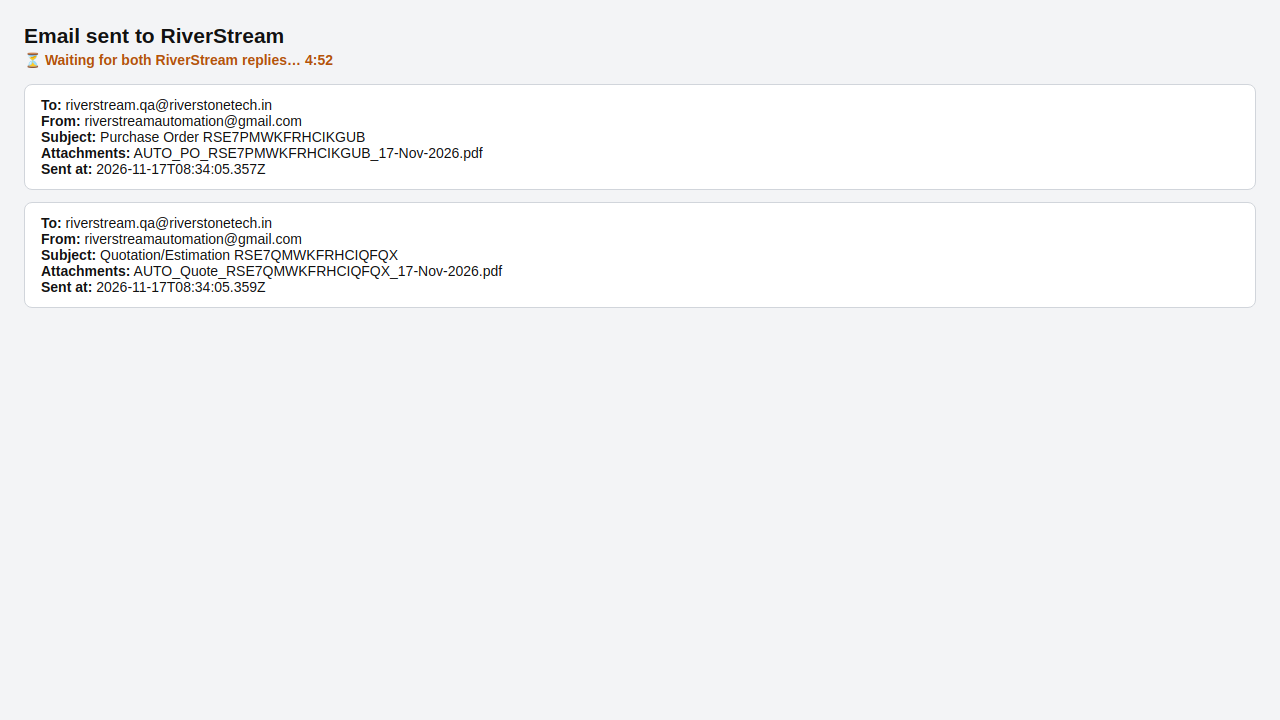 Email sent to RiverStream
⏳ Waiting for both RiverStream replies… 4:52
To: riverstream.qa@riverstonetech.in
From: riverstreamautomation@gmail.com
Subject: Purchase Order RSE7PMWKFRHCIKGUB
Attachments: AUTO_PO_RSE7PMWKFRHCIKGUB_17-Nov-2026.pdf
Sent at: 2026-11-17T08:34:05.357Z
To: riverstream.qa@riverstonetech.in
From: riverstreamautomation@gmail.com
Subject: Quotation/Estimation RSE7QMWKFRHCIQFQX
Attachments: AUTO_Quote_RSE7QMWKFRHCIQFQX_17-Nov-2026.pdf
Sent at: 2026-11-17T08:34:05.359Z